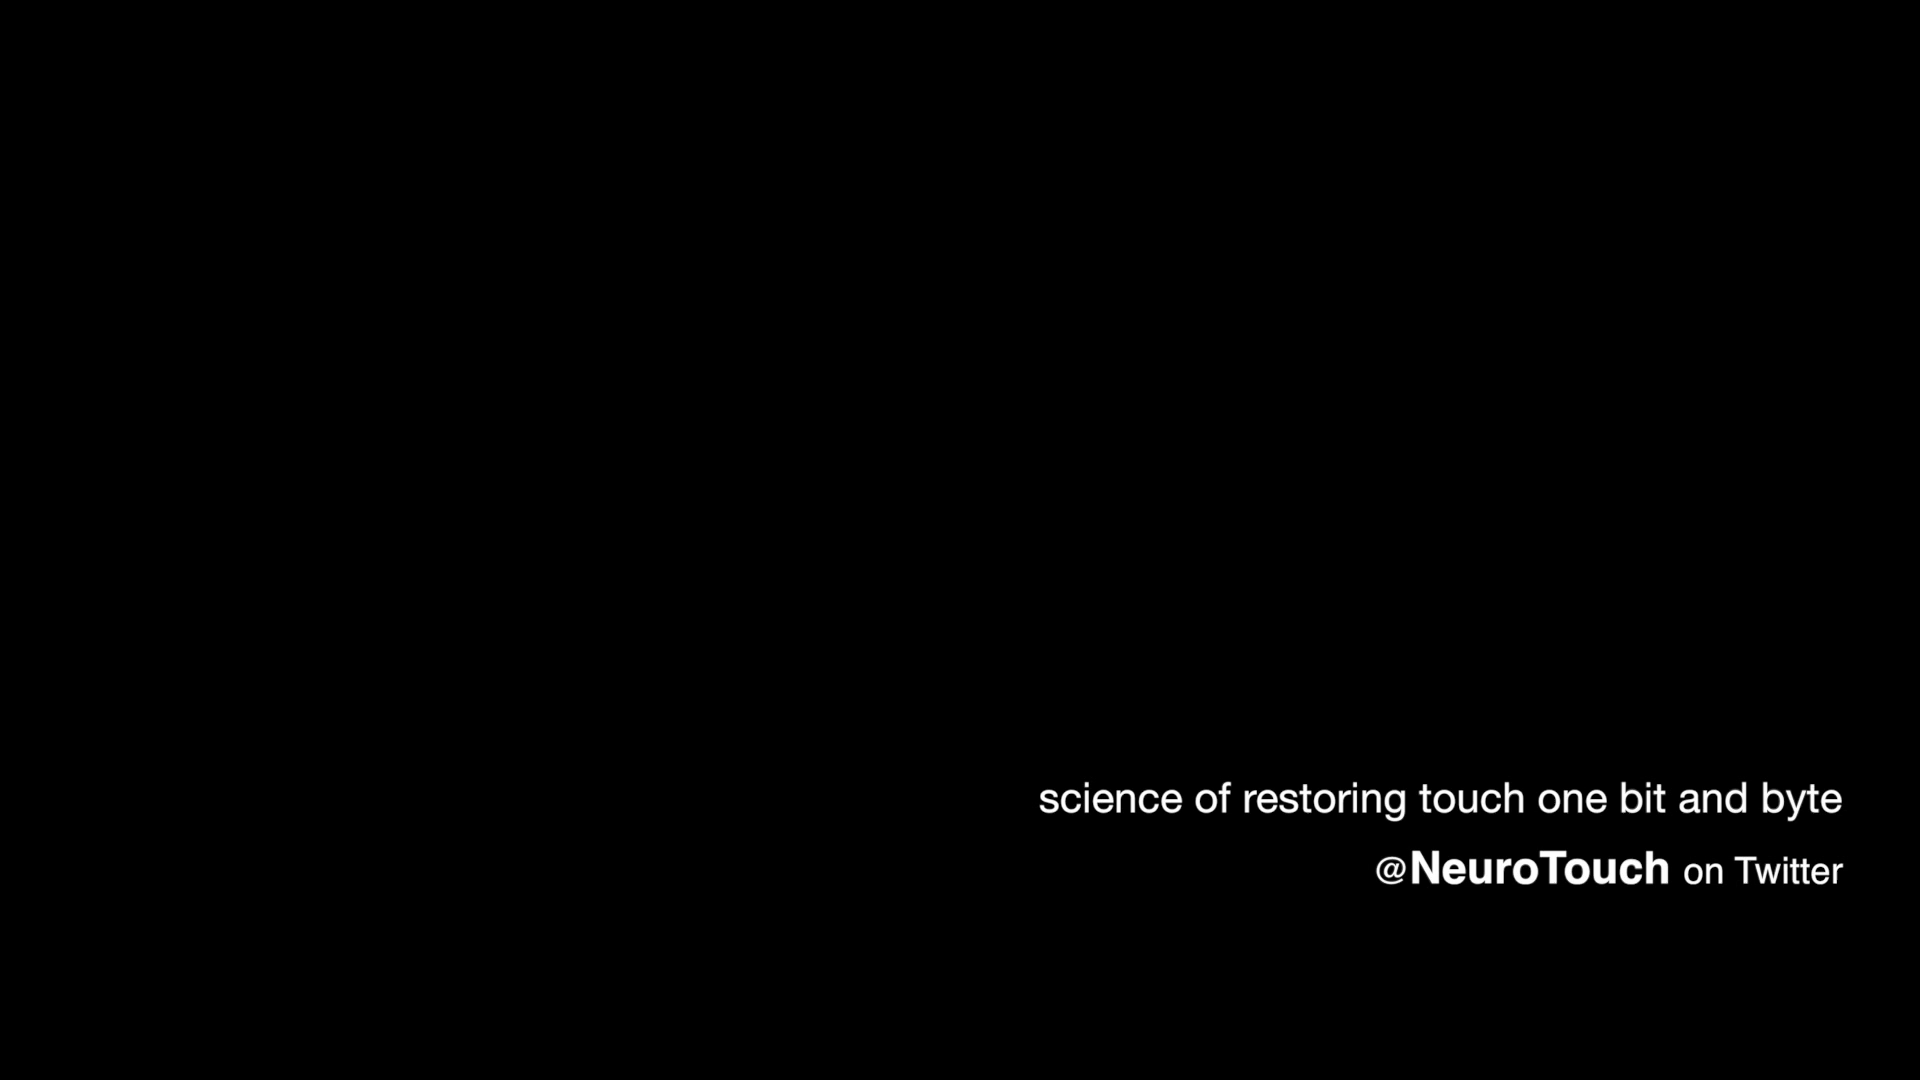 science of restoring touch one bit and byte
@NeuroTouch on Twitter